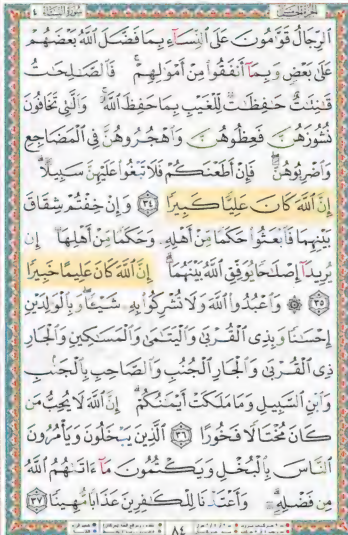 الجزء الخامس
سورة النساء ٤
ٱلرِّجَالُ قَوَّٰمُونَ عَلَى ٱلنِّسَآءِ بِمَا فَضَّلَ ٱللَّهُ بَعْضَهُمْ
عَلَىٰ بَعْضٍ وَبِمَآ أَنفَقُوا۟ مِنْ أَمْوَٰلِهِمْ ۚ فَٱلصَّٰلِحَٰتُ
قَٰنِتَٰتٌ حَٰفِظَٰتٌ لِّلْغَيْبِ بِمَا حَفِظَ ٱللَّهُ ۚ وَٱلَّٰتِى تَخَافُونَ
نُشُوزَهُنَّ فَعِظُوهُنَّ وَٱهْجُرُوهُنَّ فِى ٱلْمَضَاجِعِ
وَٱضْرِبُوهُنَّ ۖ فَإِنْ أَطَعْنَكُمْ فَلَا تَبْغُوا۟ عَلَيْهِنَّ سَبِيلًا ۗ
إِنَّ ٱللَّهَ كَانَ عَلِيًّا كَبِيرًا ٣٤ وَإِنْ خِفْتُمْ شِقَاقَ
بَيْنِهِمَا فَٱبْعَثُوا۟ حَكَمًا مِّنْ أَهْلِهِۦ وَحَكَمًا مِّنْ أَهْلِهَآ إِن
يُرِيدَآ إِصْلَٰحًا يُوَفِّقِ ٱللَّهُ بَيْنَهُمَآ ۗ إِنَّ ٱللَّهَ كَانَ عَلِيمًا خَبِيرًا
٣٥ ۞ وَٱعْبُدُوا۟ ٱللَّهَ وَلَا تُشْرِكُوا۟ بِهِۦ شَيْـًٔا ۖ وَبِٱلْوَٰلِدَيْنِ
إِحْسَٰنًا وَبِذِى ٱلْقُرْبَىٰ وَٱلْيَتَٰمَىٰ وَٱلْمَسَٰكِينِ وَٱلْجَارِ
ذِى ٱلْقُرْبَىٰ وَٱلْجَارِ ٱلْجُنُبِ وَٱلصَّاحِبِ بِٱلْجَنۢبِ
وَٱبْنِ ٱلسَّبِيلِ وَمَا مَلَكَتْ أَيْمَٰنُكُمْ ۗ إِنَّ ٱللَّهَ لَا يُحِبُّ مَن
كَانَ مُخْتَالًا فَخُورًا ٣٦ ٱلَّذِينَ يَبْخَلُونَ وَيَأْمُرُونَ
ٱلنَّاسَ بِٱلْبُخْلِ وَيَكْتُمُونَ مَآ ءَاتَىٰهُمُ ٱللَّهُ
مِن فَضْلِهِۦ ۗ وَأَعْتَدْنَا لِلْكَٰفِرِينَ عَذَابًا مُّهِينًا ٣٧
٨٤